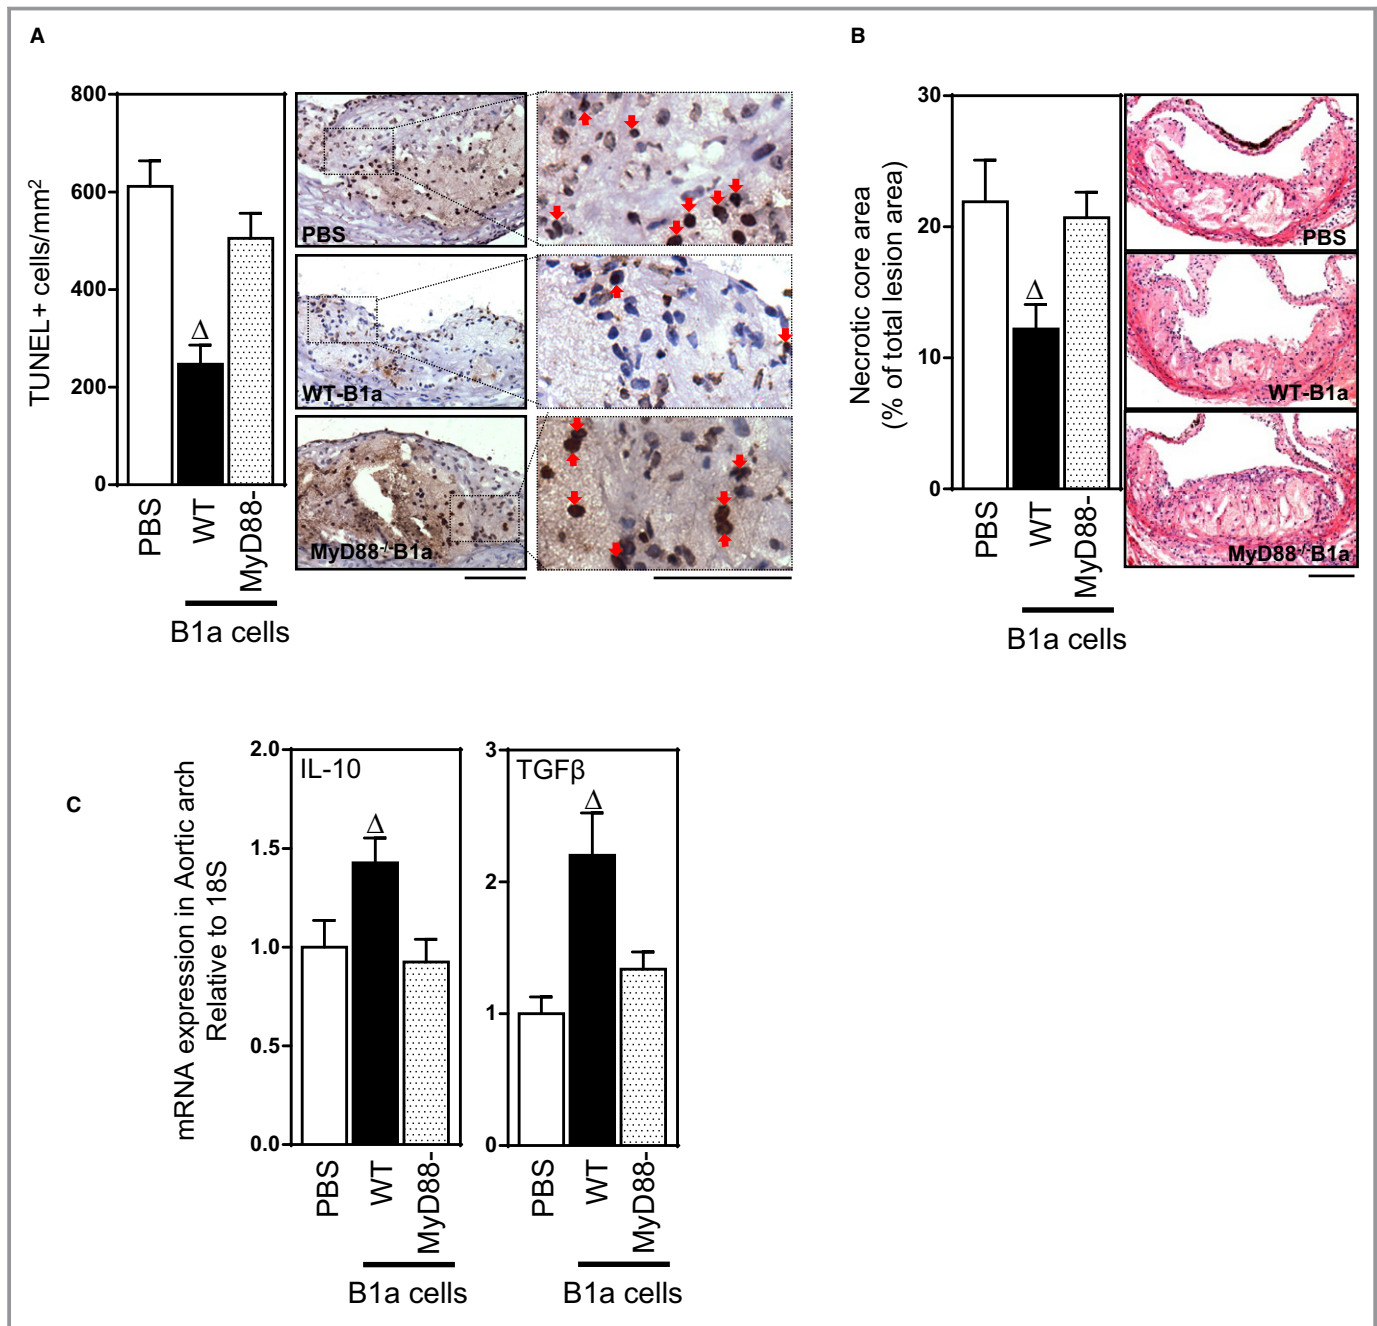 A
800
600
400
200
0
TUNEL + cells/mm²
Δ
PBS
WT
MyD88-
B1a cells
PBS
WT-B1a
MyD88-/-B1a
B
30
20
10
0
Necrotic core area
(% of total lesion area)
Δ
PBS
WT
MyD88-
B1a cells
PBS
WT-B1a
MyD88-/-B1a
C
mRNA expression in Aortic arch
Relative to 18S
2.0
1.5
1.0
0.5
0.0
IL-10
Δ
PBS
WT
MyD88-
B1a cells
3
2
1
0
TGFβ
Δ
PBS
WT
MyD88-
B1a cells